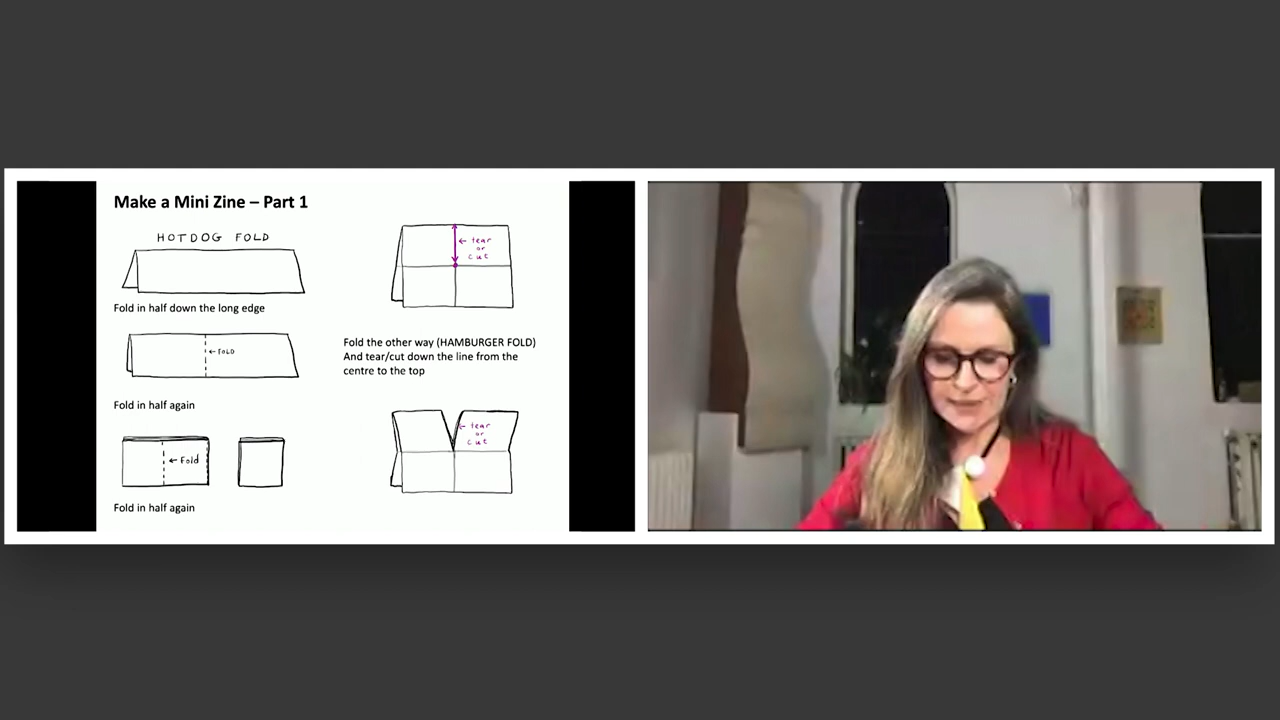 Make a Mini Zine – Part 1
HOTDOG FOLD
Fold in half down the long edge
← FOLD
Fold in half again
← Fold
Fold in half again
← tear
or
cut
Fold the other way (HAMBURGER FOLD)
And tear/cut down the line from the
centre to the top
← tear
or
cut